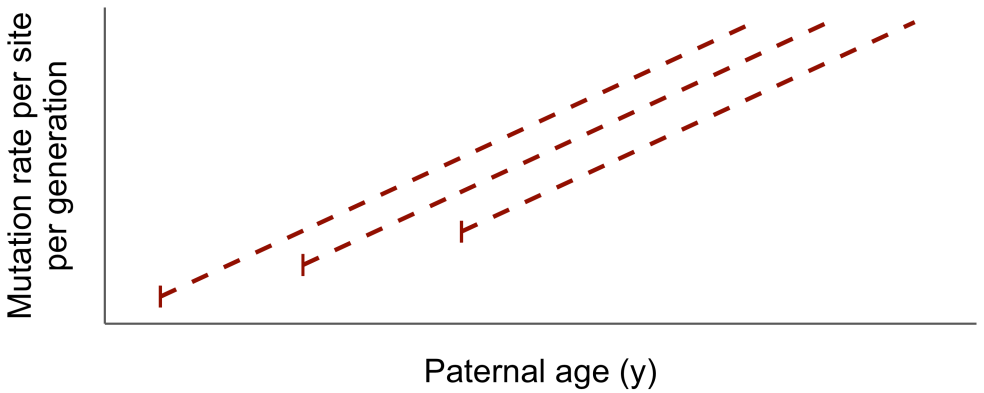 Mutation rate per site
per generation
Paternal age (y)